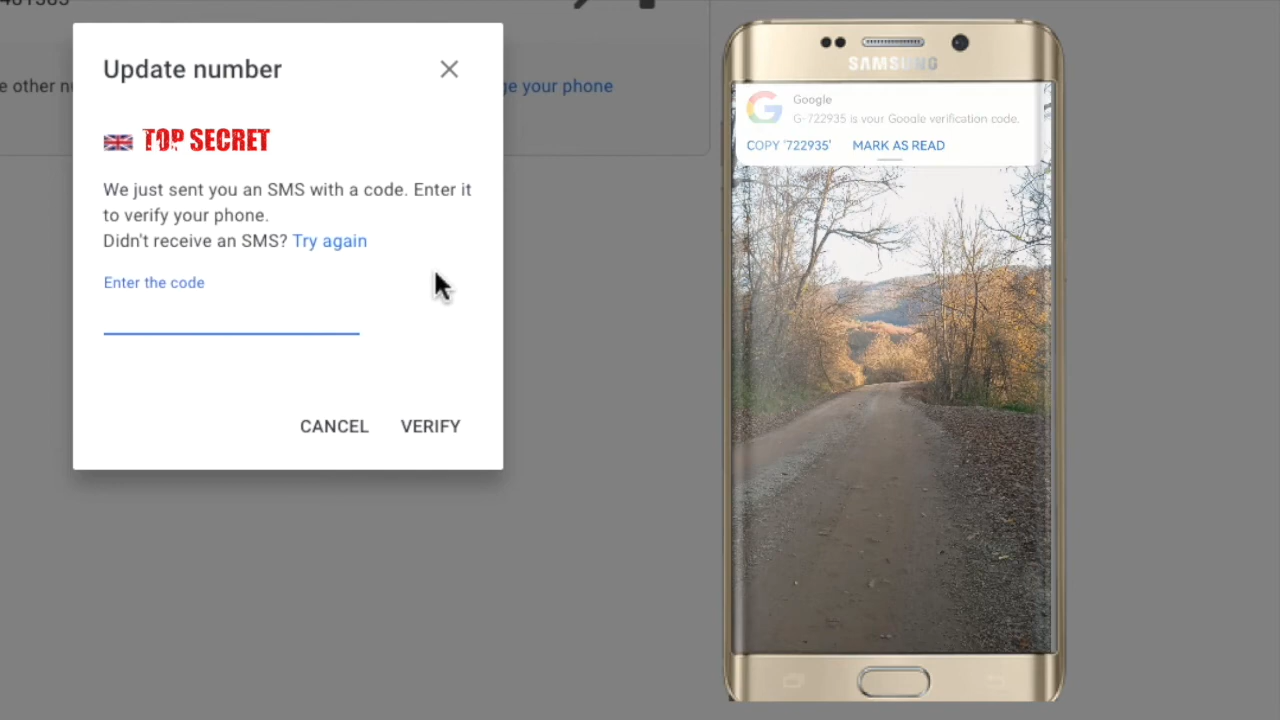 Update number
TOP SECRET
We just sent you an SMS with a code. Enter it
to verify your phone.
Didn't receive an SMS? Try again
Enter the code
CANCEL VERIFY
e other
ge your phone
SAMSUNG
Google
G-722935 is your Google verification code.
COPY '722935' MARK AS READ